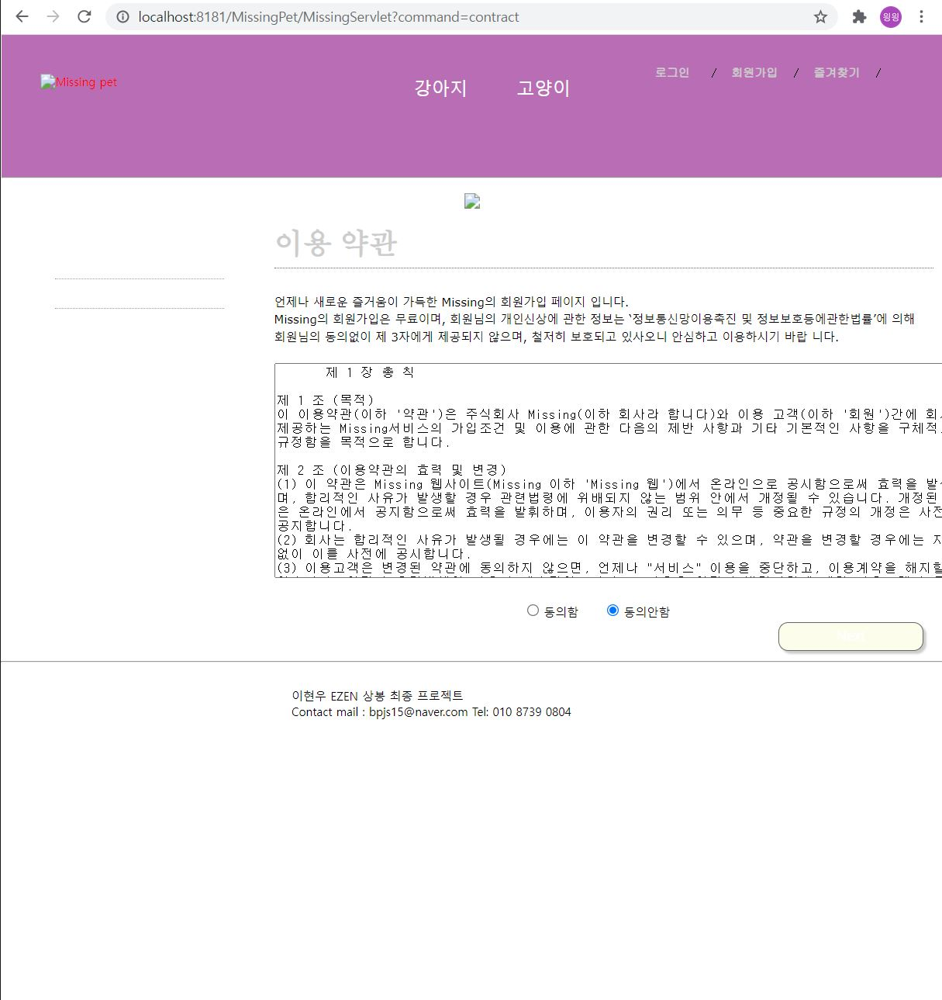 localhost:8181/MissingPet/MissingServlet?command=contract
윙윙
Missing pet
강아지 고양이
로그인 / 회원가입 / 즐겨찾기 /
이용 약관
언제나 새로운 즐거움이 가득한 Missing의 회원가입 페이지 입니다.
Missing의 회원가입은 무료이며, 회원님의 개인신상에 관한 정보는 ‘정보통신망이용촉진 및 정보보호등에관한법률’에 의해
회원님의 동의없이 제 3자에게 제공되지 않으며, 철저히 보호되고 있사오니 안심하고 이용하시기 바랍 니다.
제 1 장 총 칙
제 1 조 (목적)
이 이용약관(이하 '약관')은 주식회사 Missing(이하 회사라 합니다)와 이용 고객(이하 '회원')간에 회
제공하는 Missing서비스의 가입조건 및 이용에 관한 다음의 제반 사항과 기타 기본적인 사항을 구체적
규정함을 목적으로 합니다.
제 2 조 (이용약관의 효력 및 변경)
(1) 이 약관은 Missing 웹사이트(Missing 이하 'Missing 웹')에서 온라인으로 공시함으로써 효력을 발
며, 합리적인 사유가 발생할 경우 관련법령에 위배되지 않는 범위 안에서 개정될 수 있습니다. 개정된
은 온라인에서 공지함으로써 효력을 발휘하며, 이용자의 권리 또는 의무 등 중요한 규정의 개정은 사전
공지합니다.
(2) 회사는 합리적인 사유가 발생될 경우에는 이 약관을 변경할 수 있으며, 약관을 변경할 경우에는 지
없이 이를 사전에 공시합니다.
(3) 이용고객은 변경된 약관에 동의하지 않으면, 언제나 "서비스" 이용을 중단하고, 이용계약을 해지할
동의함 동의안함
Next
이현우 EZEN 상봉 최종 프로젝트
Contact mail : bpjs15@naver.com Tel: 010 8739 0804